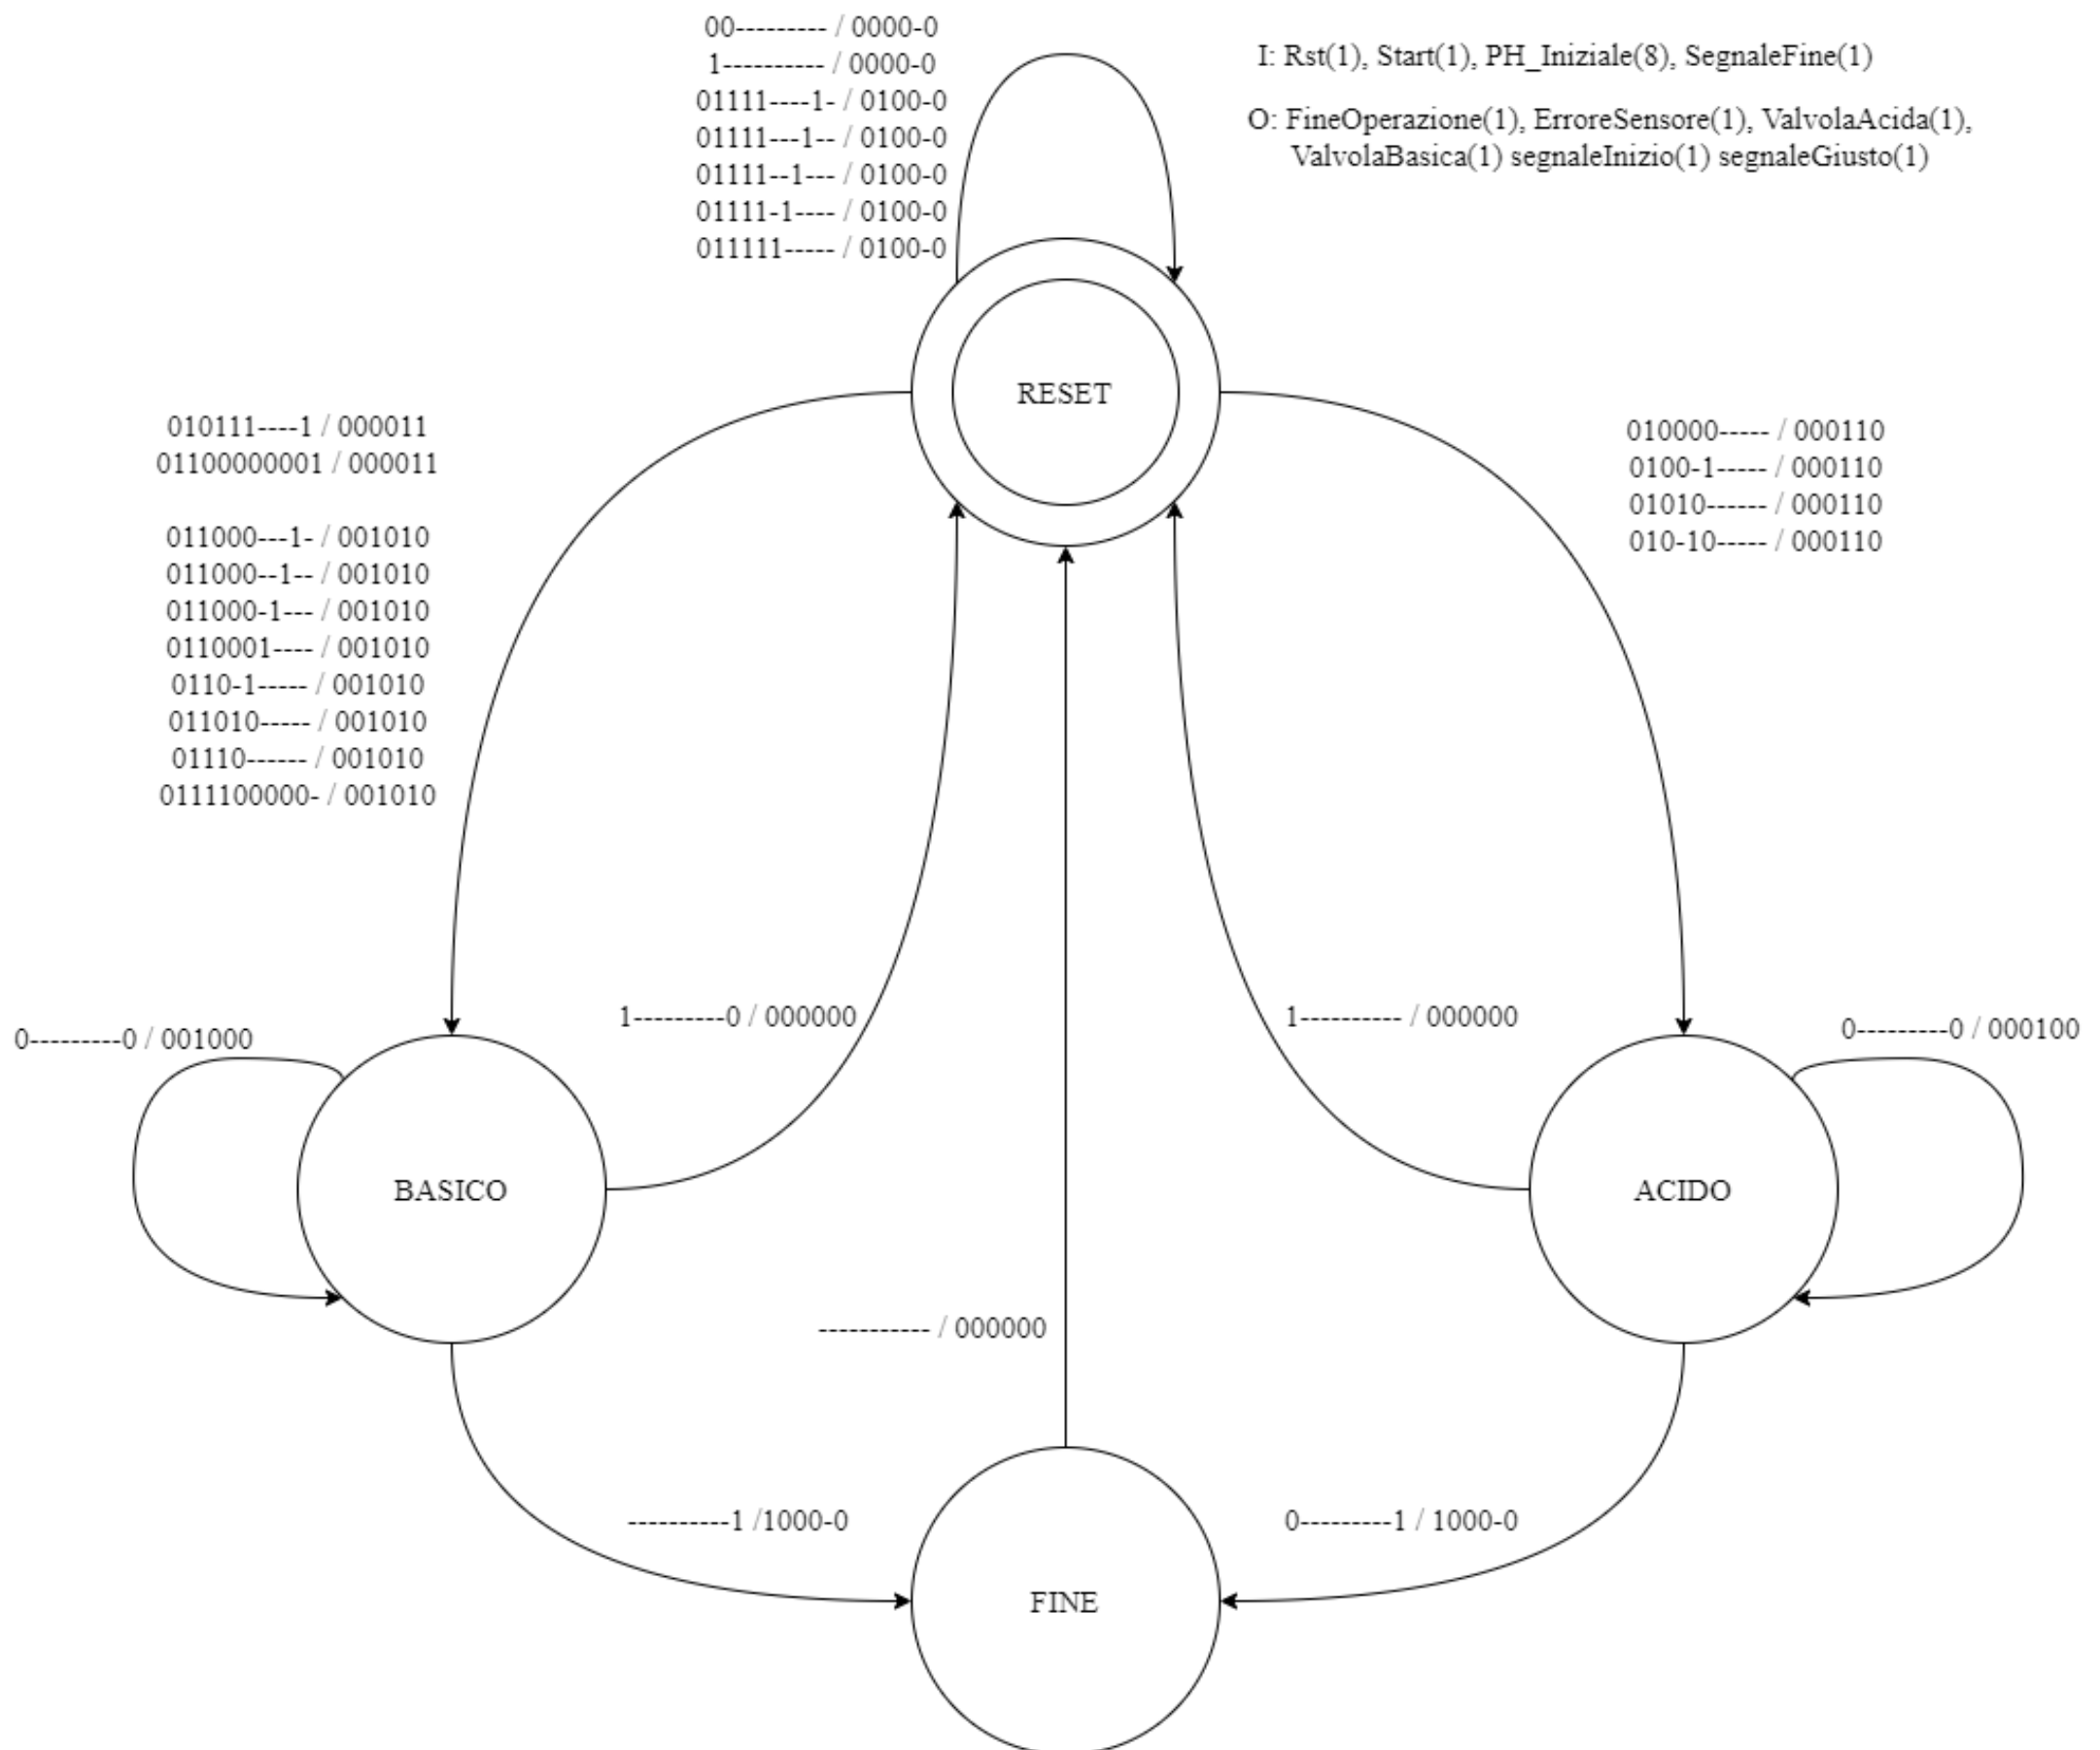 00--------- / 0000-0
1---------- / 0000-0
01111----1- / 0100-0
01111---1-- / 0100-0
01111--1--- / 0100-0
01111-1---- / 0100-0
011111----- / 0100-0
I: Rst(1), Start(1), PH_Iniziale(8), SegnaleFine(1)
O: FineOperazione(1), ErroreSensore(1), ValvolaAcida(1),
ValvolaBasica(1) segnaleInizio(1) segnaleGiusto(1)
RESET
010111----1 / 000011
01100000001 / 000011
011000---1- / 001010
011000--1-- / 001010
011000-1--- / 001010
0110001---- / 001010
0110-1----- / 001010
011010----- / 001010
01110------ / 001010
0111100000- / 001010
010000----- / 000110
0100-1----- / 000110
01010------ / 000110
010-10----- / 000110
0---------0 / 001000
1---------0 / 000000
1---------- / 000000
0---------0 / 000100
BASICO
ACIDO
----------- / 000000
----------1 /1000-0
0---------1 / 1000-0
FINE